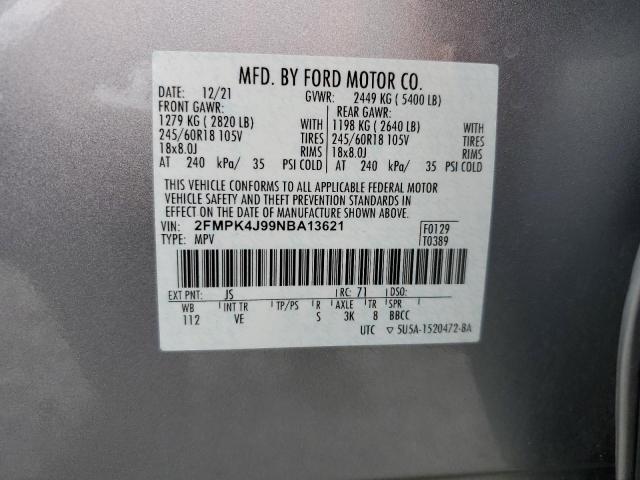 MFD. BY FORD MOTOR CO.
DATE: 12/21 GVWR: 2449 KG ( 5400 LB)
FRONT GAWR: REAR GAWR:
1279 KG ( 2820 LB) WITH 1198 KG ( 2640 LB) WITH
245/60R18 105V TIRES 245/60R18 105V TIRES
18x8.0J RIMS 18x8.0J RIMS
AT 240 kPa/ 35 PSI COLD AT 240 kPa/ 35 PSI COLD
THIS VEHICLE CONFORMS TO ALL APPLICABLE FEDERAL MOTOR
VEHICLE SAFETY AND THEFT PREVENTION STANDARDS IN
EFFECT ON THE DATE OF MANUFACTURE SHOWN ABOVE.
VIN: 2FMPK4J99NBA13621 F0129
TYPE: MPV T0389
EXT PNT: JS RC: 71 DSO:
WB INT TR TP/PS R AXLE TR SPR
112 VE S 3K 8 BBCC
UTC ▽ 5U5A-1520472-BA